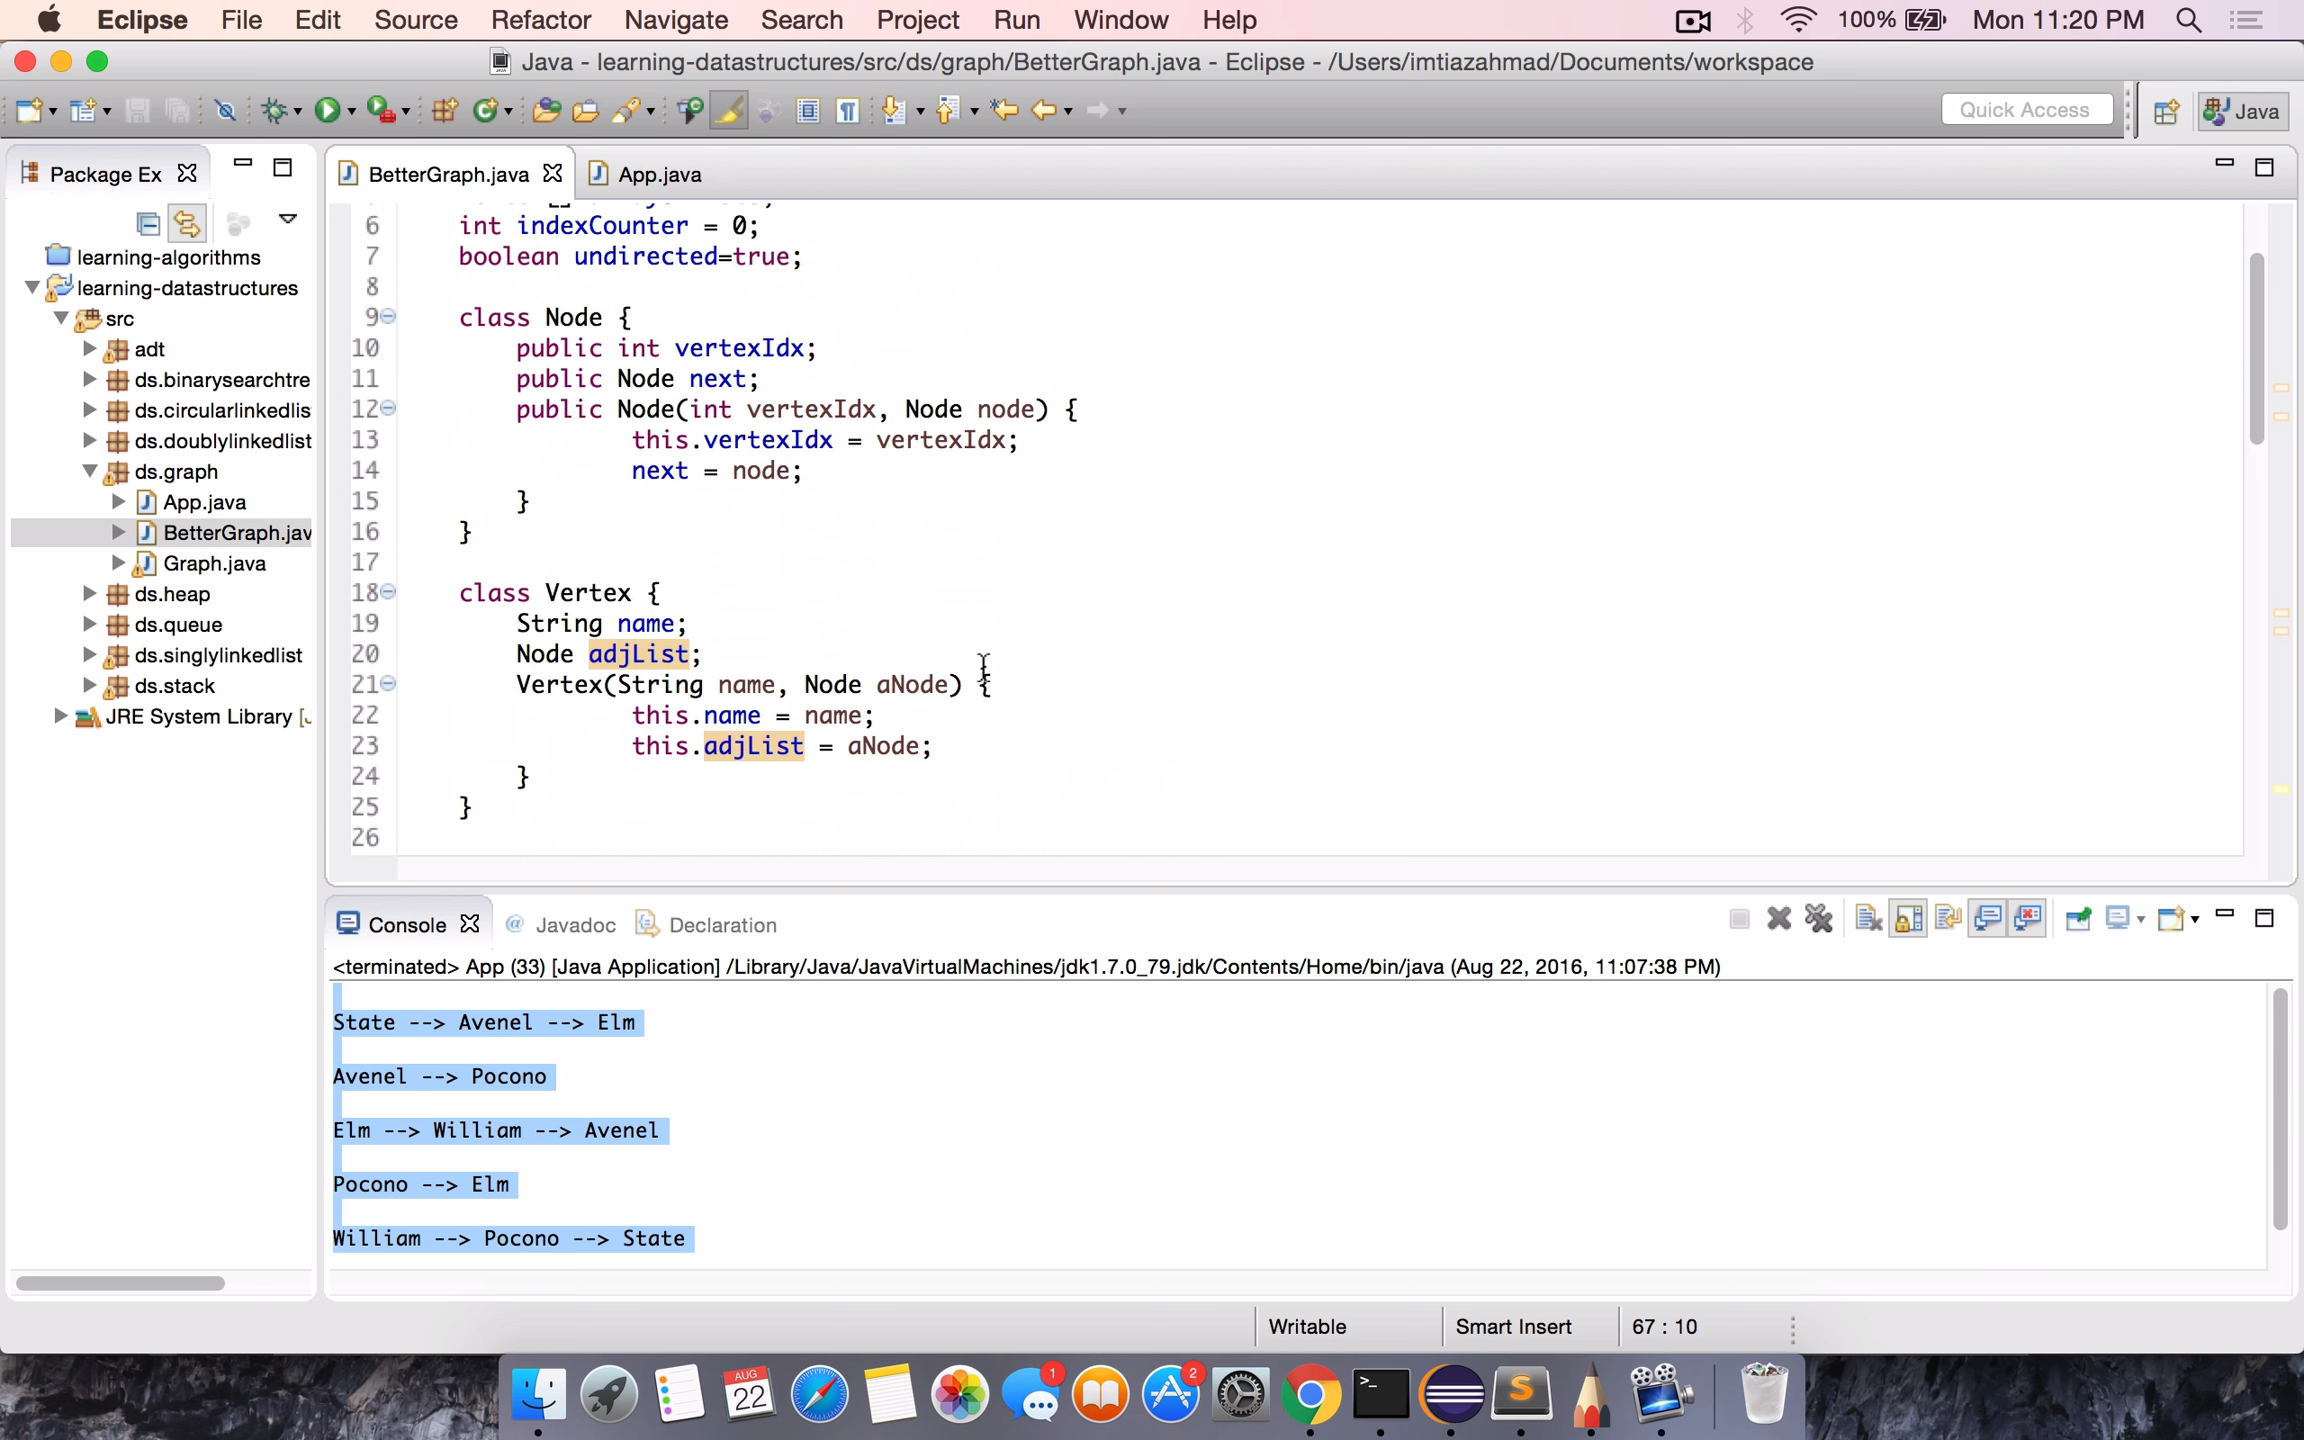 Eclipse File Edit Source Refactor Navigate Search Project Run Window Help 100% Mon 11:20 PM
Java - learning-datastructures/src/ds/graph/BetterGraph.java - Eclipse - /Users/imtiazahmad/Documents/workspace
Quick Access Java
Package Ex
learning-algorithms
learning-datastructures
src
adt
ds.binarysearchtre
ds.circularlinkedlis
ds.doublylinkedlist
ds.graph
App.java
BetterGraph.jav
Graph.java
ds.heap
ds.queue
ds.singlylinkedlist
ds.stack
JRE System Library [
BetterGraph.java App.java
6 int indexCounter = 0;
7 boolean undirected=true;
8
9 class Node {
10 public int vertexIdx;
11 public Node next;
12 public Node(int vertexIdx, Node node) {
13 this.vertexIdx = vertexIdx;
14 next = node;
15 }
16 }
17
18 class Vertex {
19 String name;
20 Node adjList;
21 Vertex(String name, Node aNode) {
22 this.name = name;
23 this.adjList = aNode;
24 }
25 }
26
Console Javadoc Declaration
<terminated> App (33) [Java Application] /Library/Java/JavaVirtualMachines/jdk1.7.0_79.jdk/Contents/Home/bin/java (Aug 22, 2016, 11:07:38 PM)
State --> Avenel --> Elm
Avenel --> Pocono
Elm --> William --> Avenel
Pocono --> Elm
William --> Pocono --> State
Writable Smart Insert 67 : 10
AUG
22
1
2